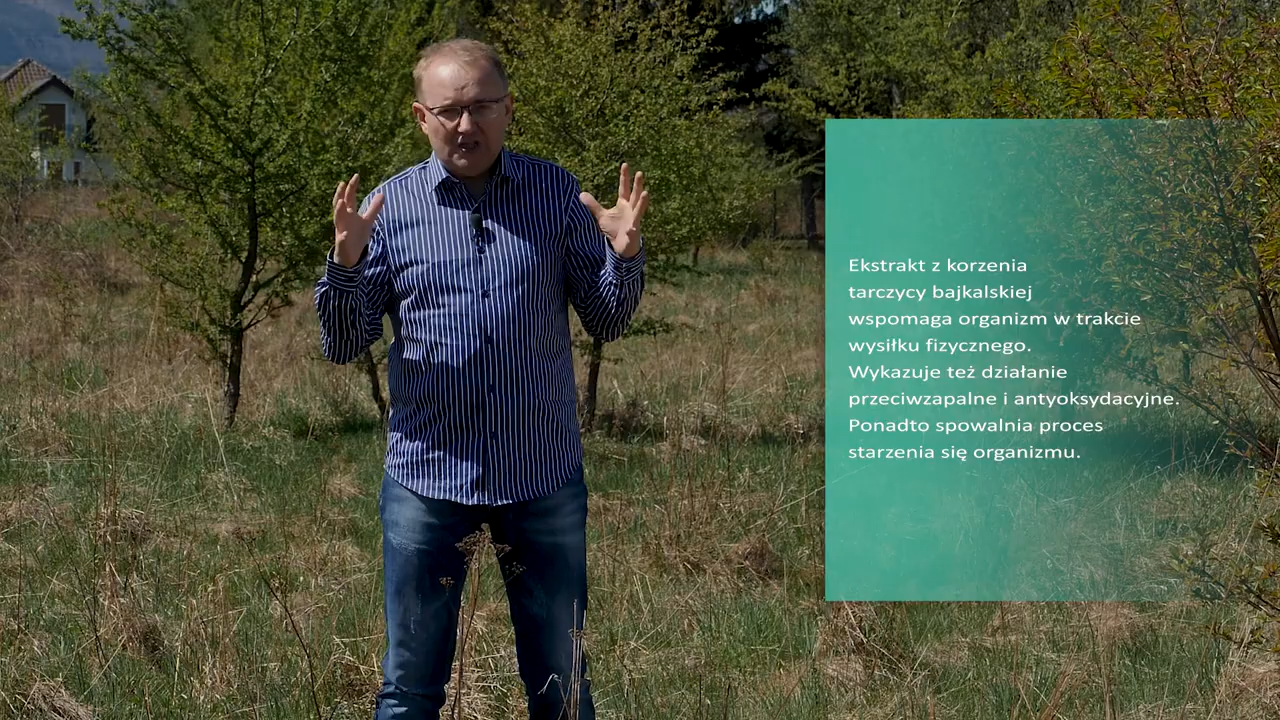 Ekstrakt z korzenia
tarczycy bajkalskiej
wspomaga organizm w trakcie
wysiłku fizycznego.
Wykazuje też działanie
przeciwzapalne i antyoksydacyjne.
Ponadto spowalnia proces
starzenia się organizmu.